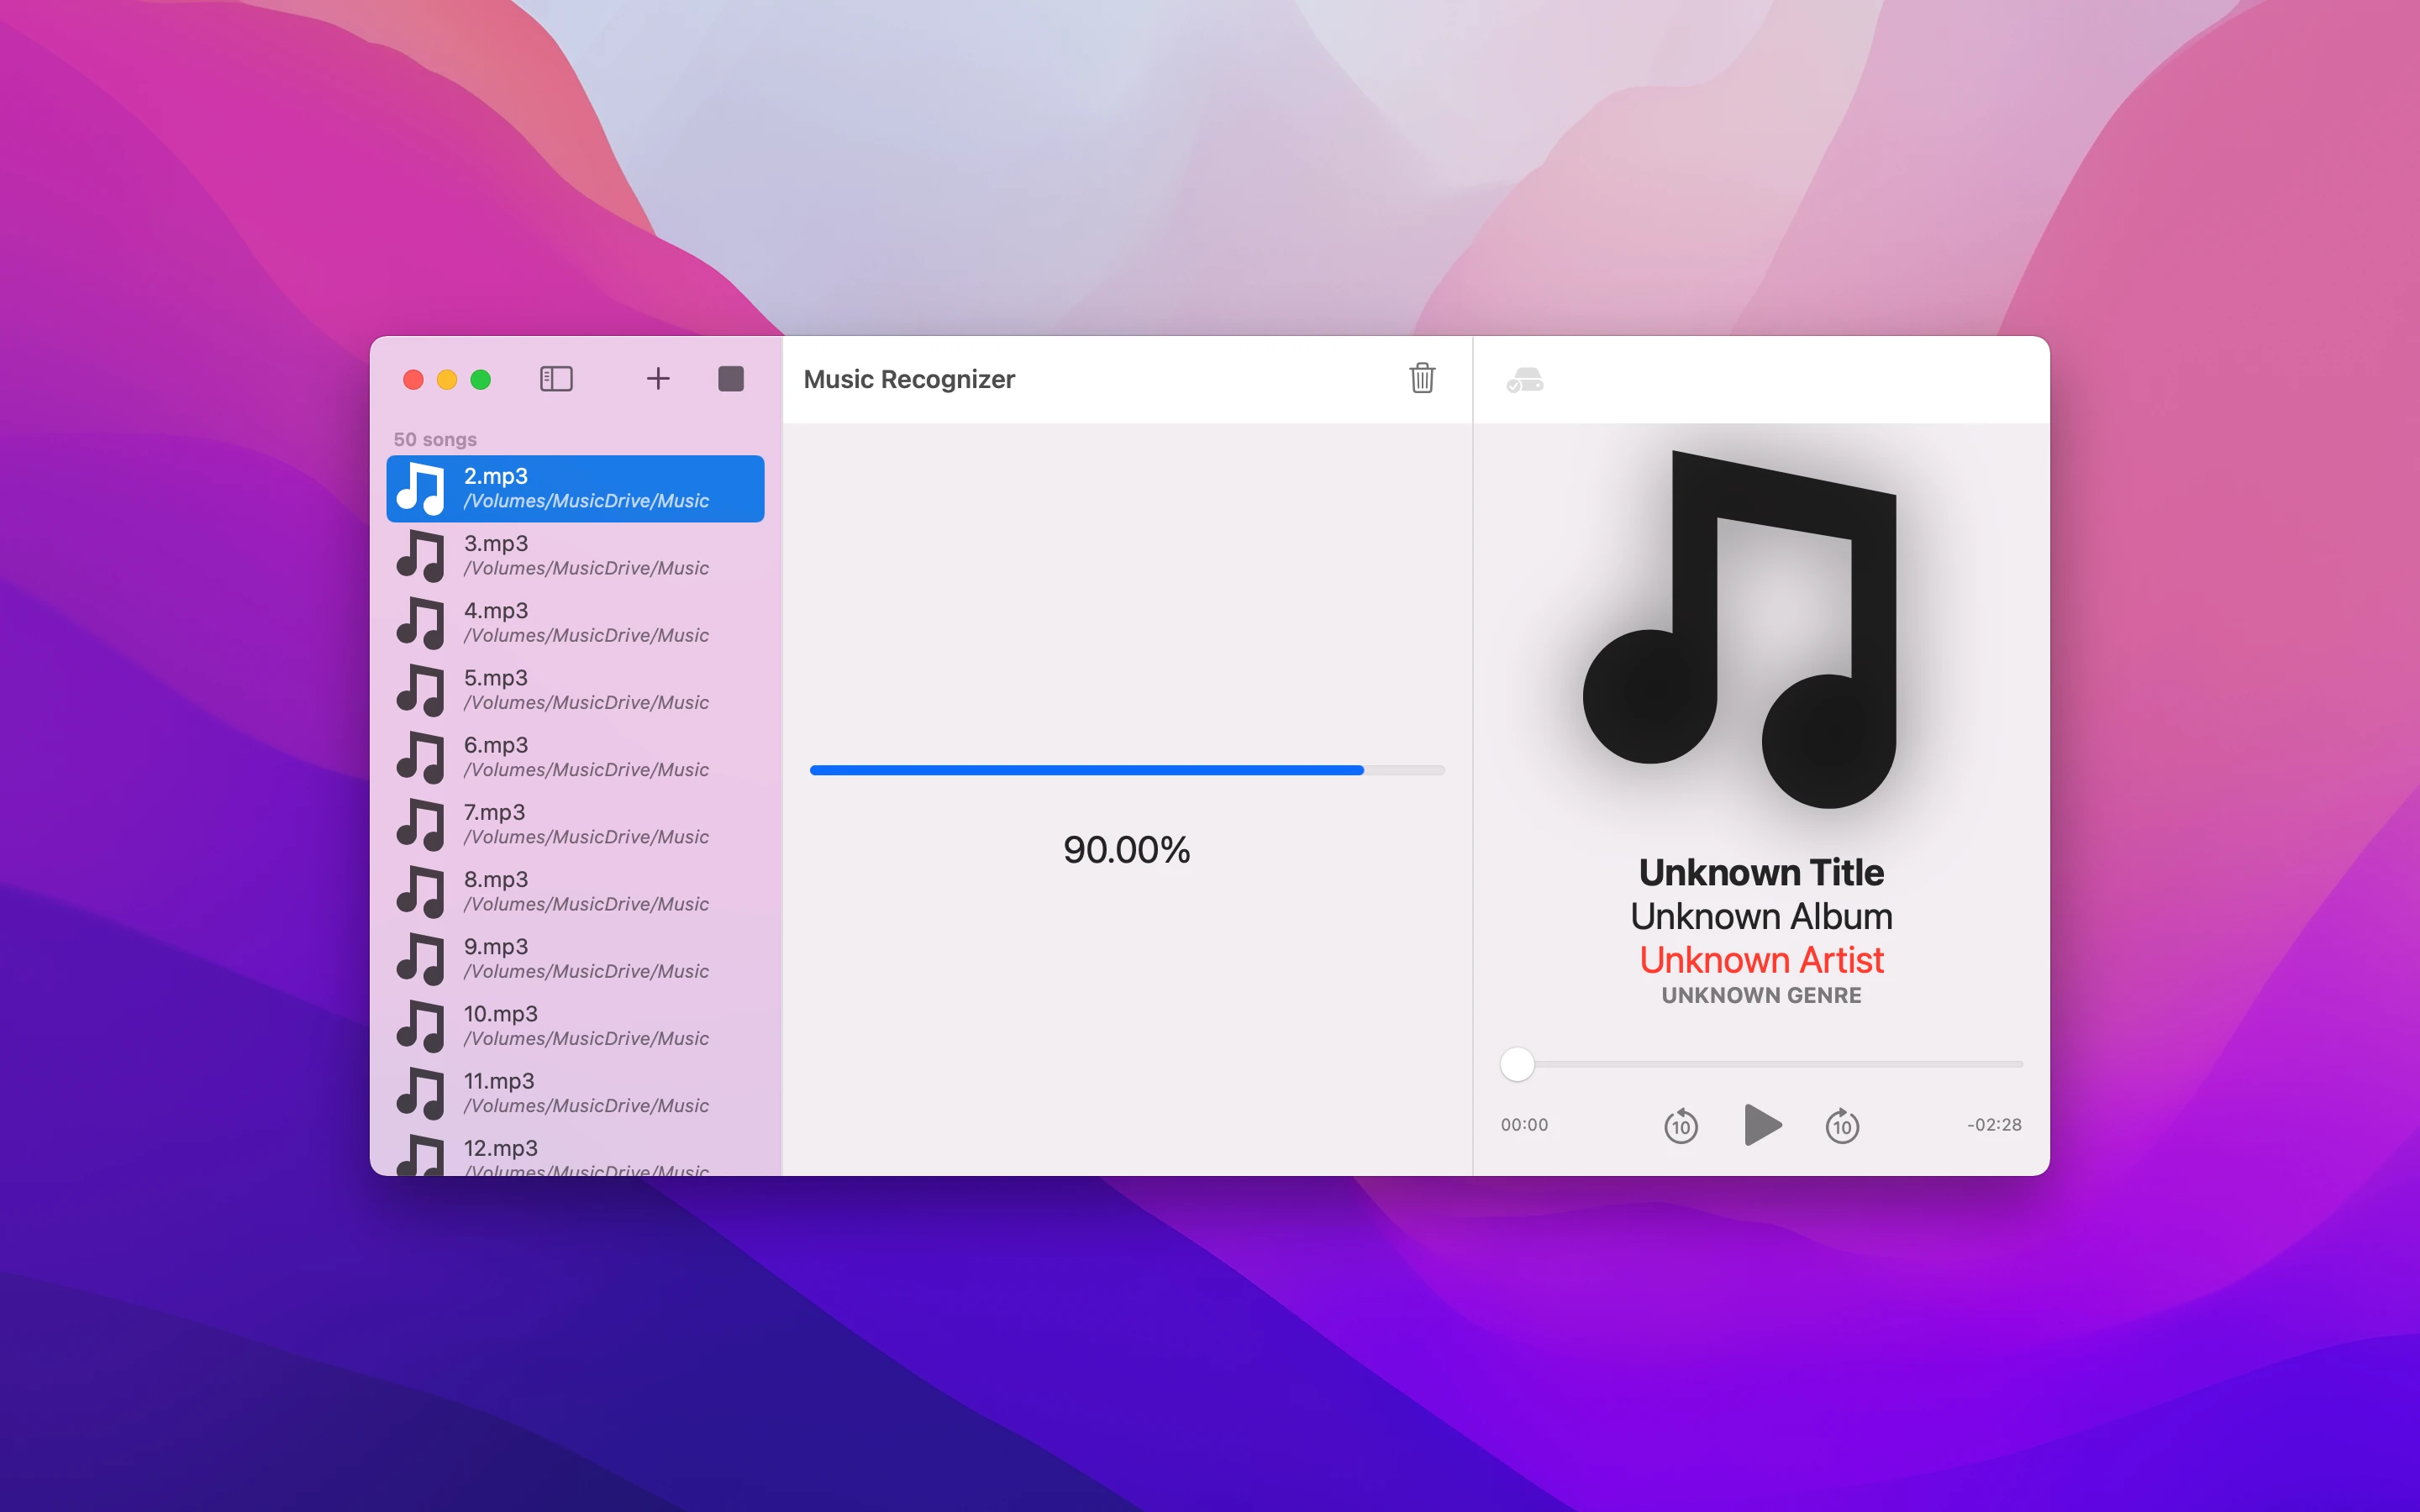 Music Recognizer
50 songs
2.mp3
/Volumes/MusicDrive/Music
3.mp3
/Volumes/MusicDrive/Music
4.mp3
/Volumes/MusicDrive/Music
5.mp3
/Volumes/MusicDrive/Music
6.mp3
/Volumes/MusicDrive/Music
7.mp3
/Volumes/MusicDrive/Music
8.mp3
/Volumes/MusicDrive/Music
9.mp3
/Volumes/MusicDrive/Music
10.mp3
/Volumes/MusicDrive/Music
11.mp3
/Volumes/MusicDrive/Music
12.mp3
/Volumes/MusicDrive/Music
90.00%
Unknown Title
Unknown Album
Unknown Artist
UNKNOWN GENRE
00:00
10
10
-02:28